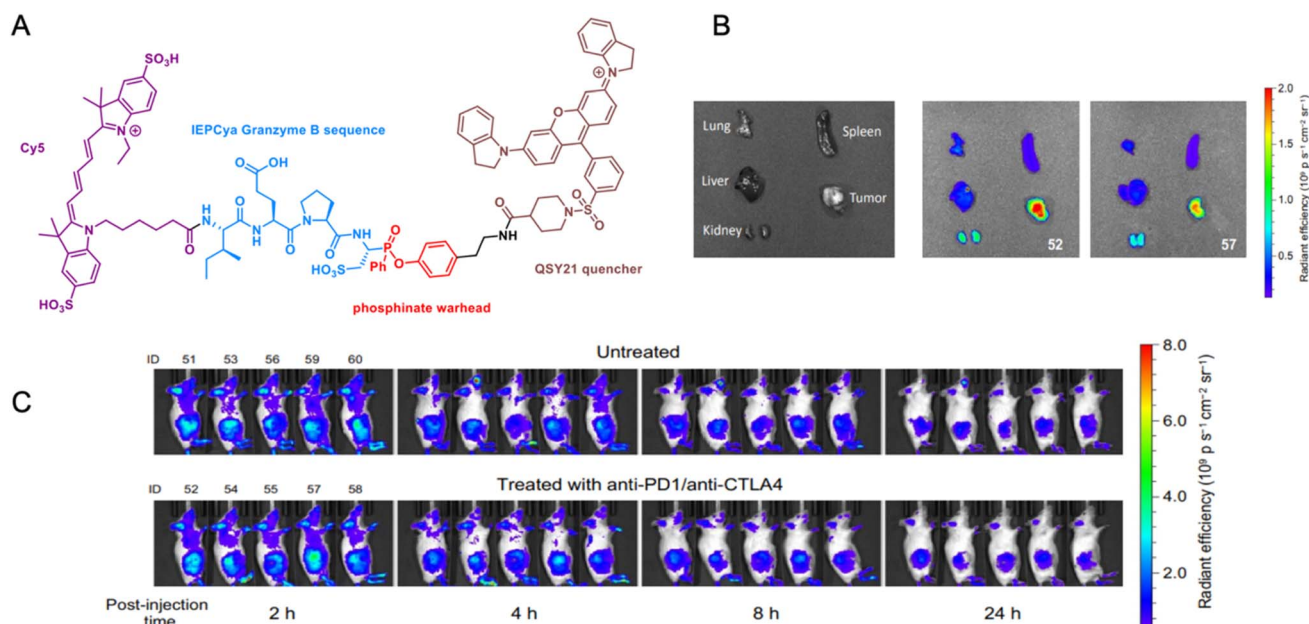 A
SO₃H
N
⊕
Cy5
N
HO₃S
O
N
H
IEPCya Granzyme B sequence
O
OH
O
H
N
O
N
O
H
N
HO₃S
O
P
Ph
O
phosphinate warhead
O
N
H
N
S
O
O
QSY21 quencher
N
O
N
⊕
B
Lung
Spleen
Liver
Tumor
Kidney
52
57
2.0
1.5
1.0
0.5
Radiant efficiency (10⁹ p s⁻¹ cm⁻² sr⁻¹)
C
Untreated
ID 51 53 56 59 60
Treated with anti-PD1/anti-CTLA4
ID 52 54 55 57 58
Post-injection
time
2 h 4 h 8 h 24 h
8.0
6.0
4.0
2.0
Radiant efficiency (10⁹ p s⁻¹ cm⁻² sr⁻¹)